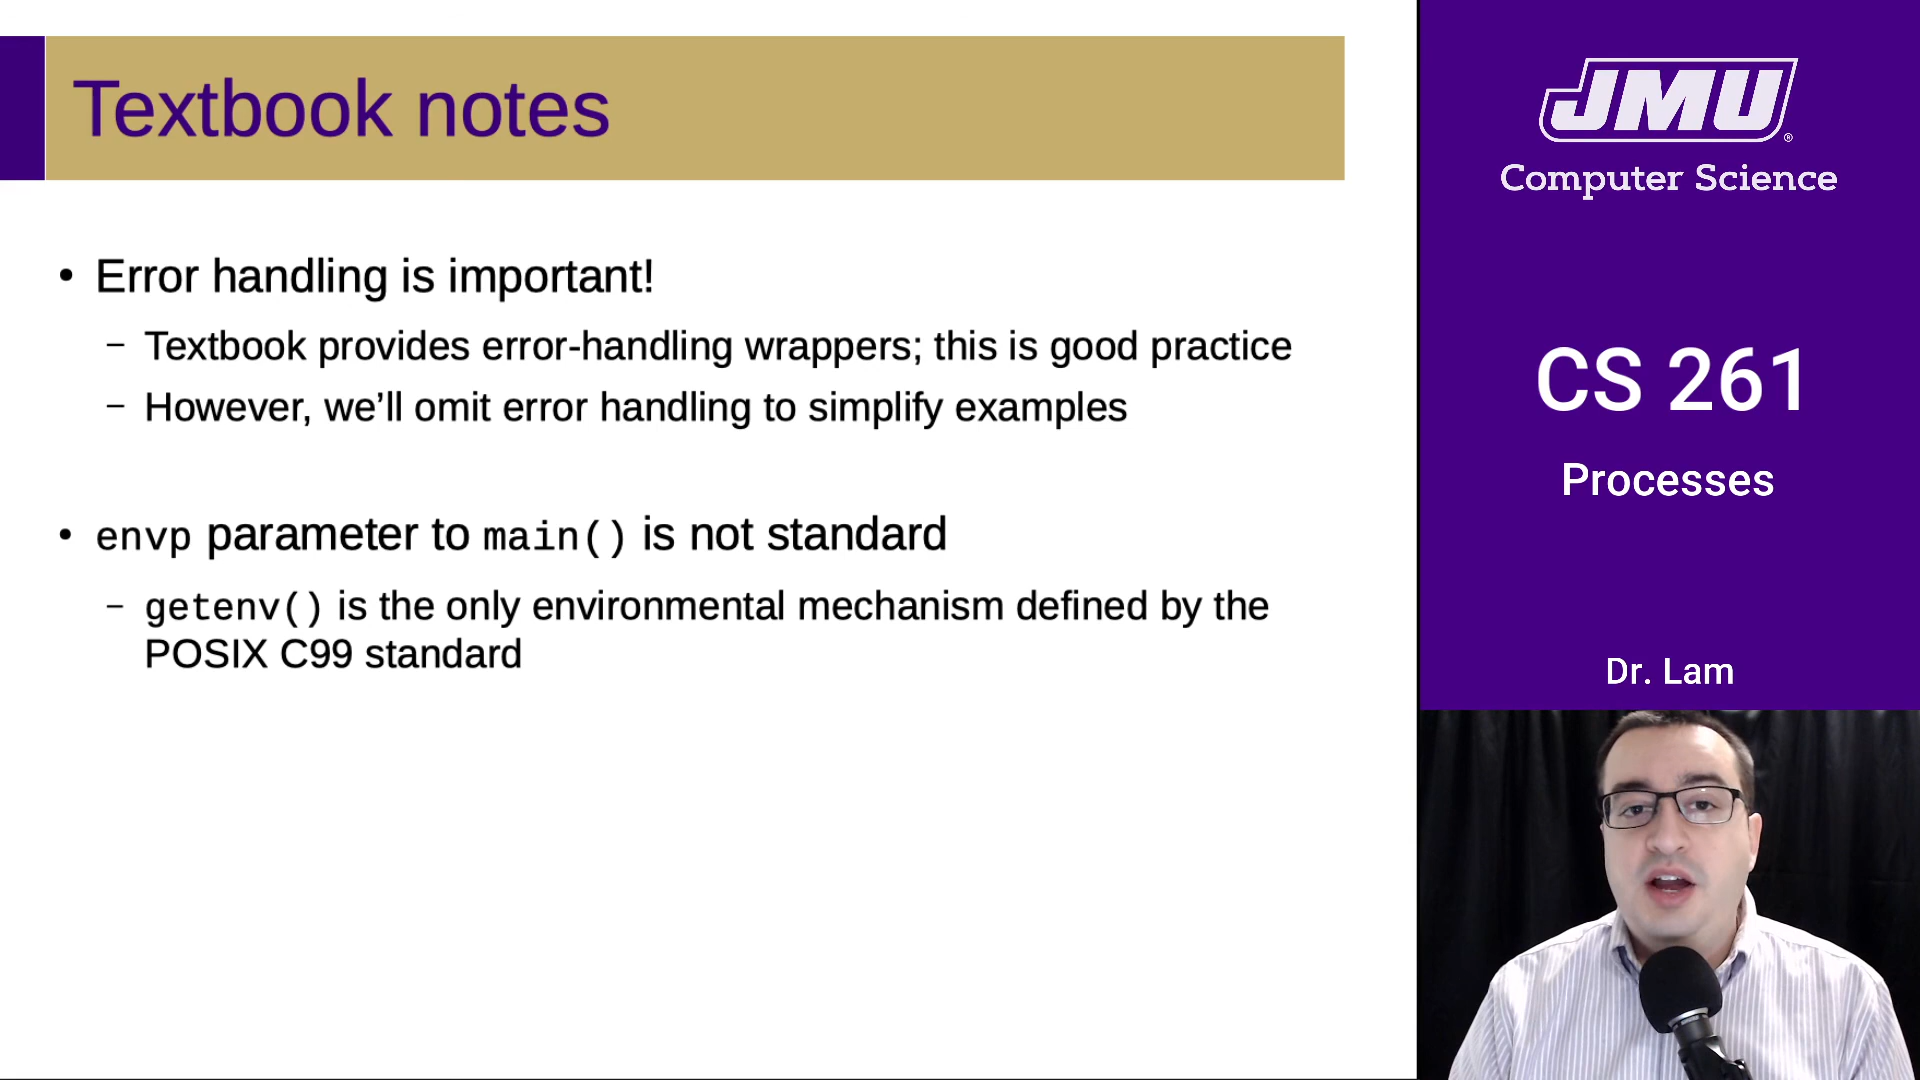 Textbook notes
• Error handling is important!
– Textbook provides error-handling wrappers; this is good practice
– However, we’ll omit error handling to simplify examples
• envp parameter to main() is not standard
– getenv() is the only environmental mechanism defined by the
POSIX C99 standard
JMU®
Computer Science
CS 261
Processes
Dr. Lam